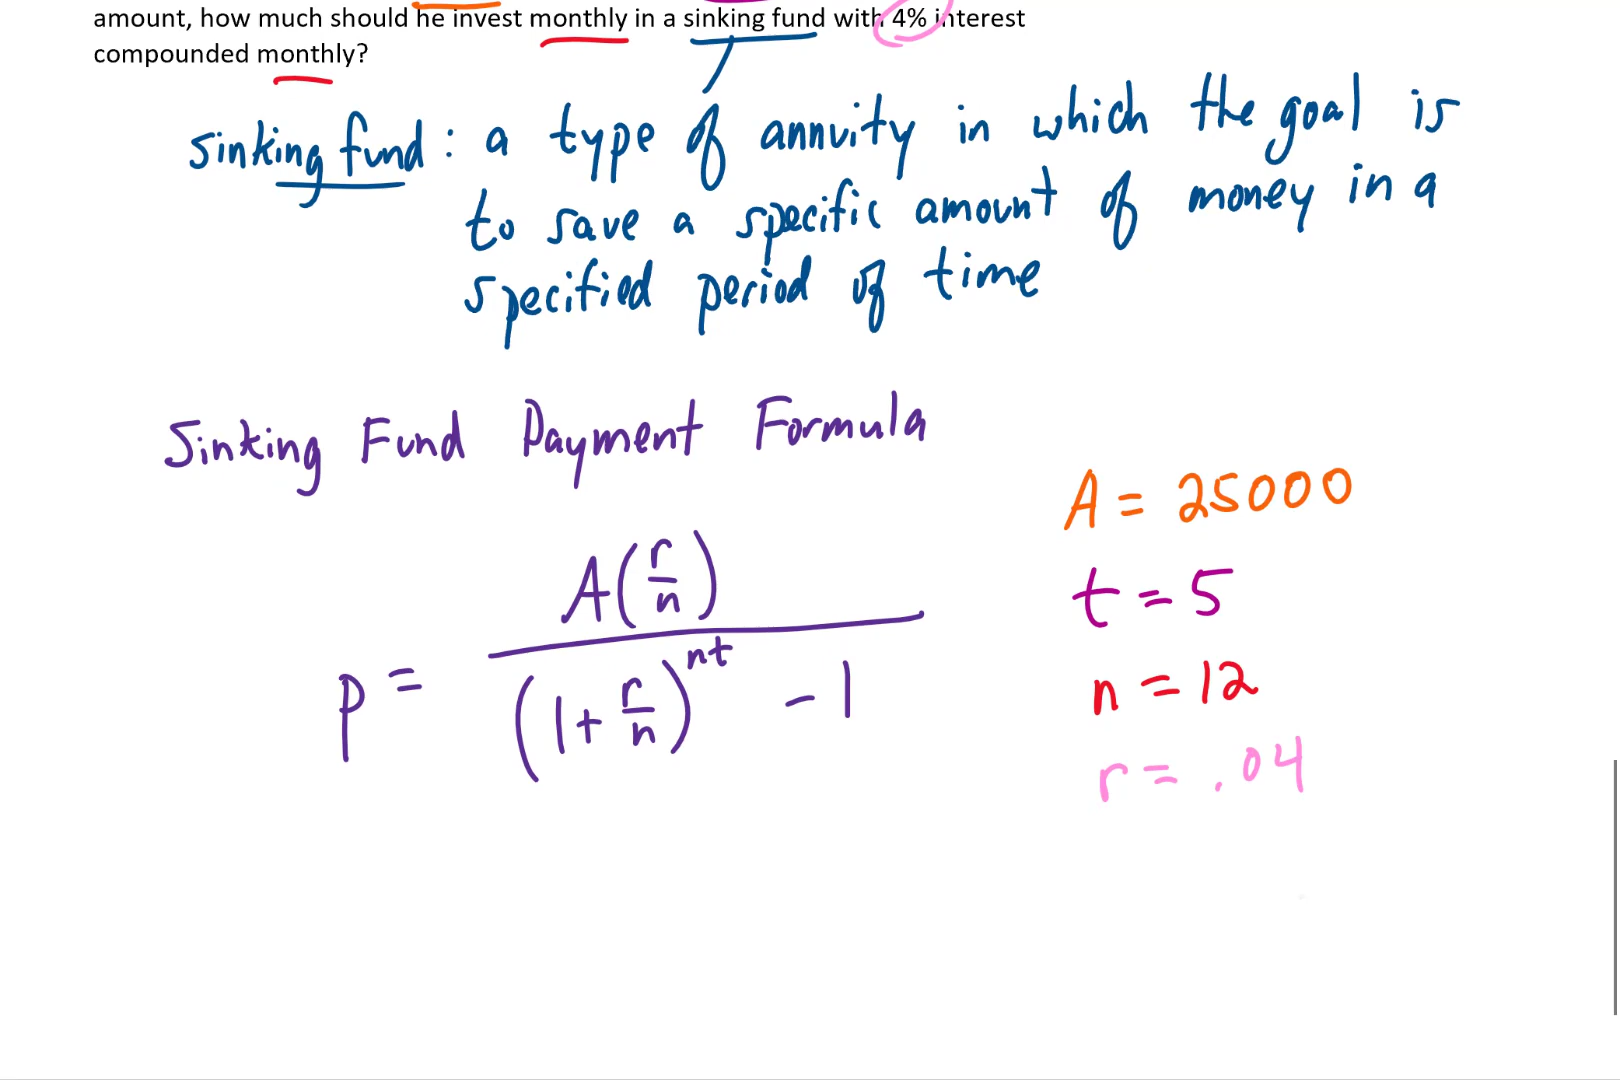 amount, how much should he invest monthly in a sinking fund with 4% interest
compounded monthly?
sinking fund : a type of annuity in which the goal is
to save a specific amount of money in a
specified period of time
Sinking Fund Payment Formula
A = 25000
t = 5
n = 12
r = .04
P = A(r/n) / (1 + r/n)^nt - 1